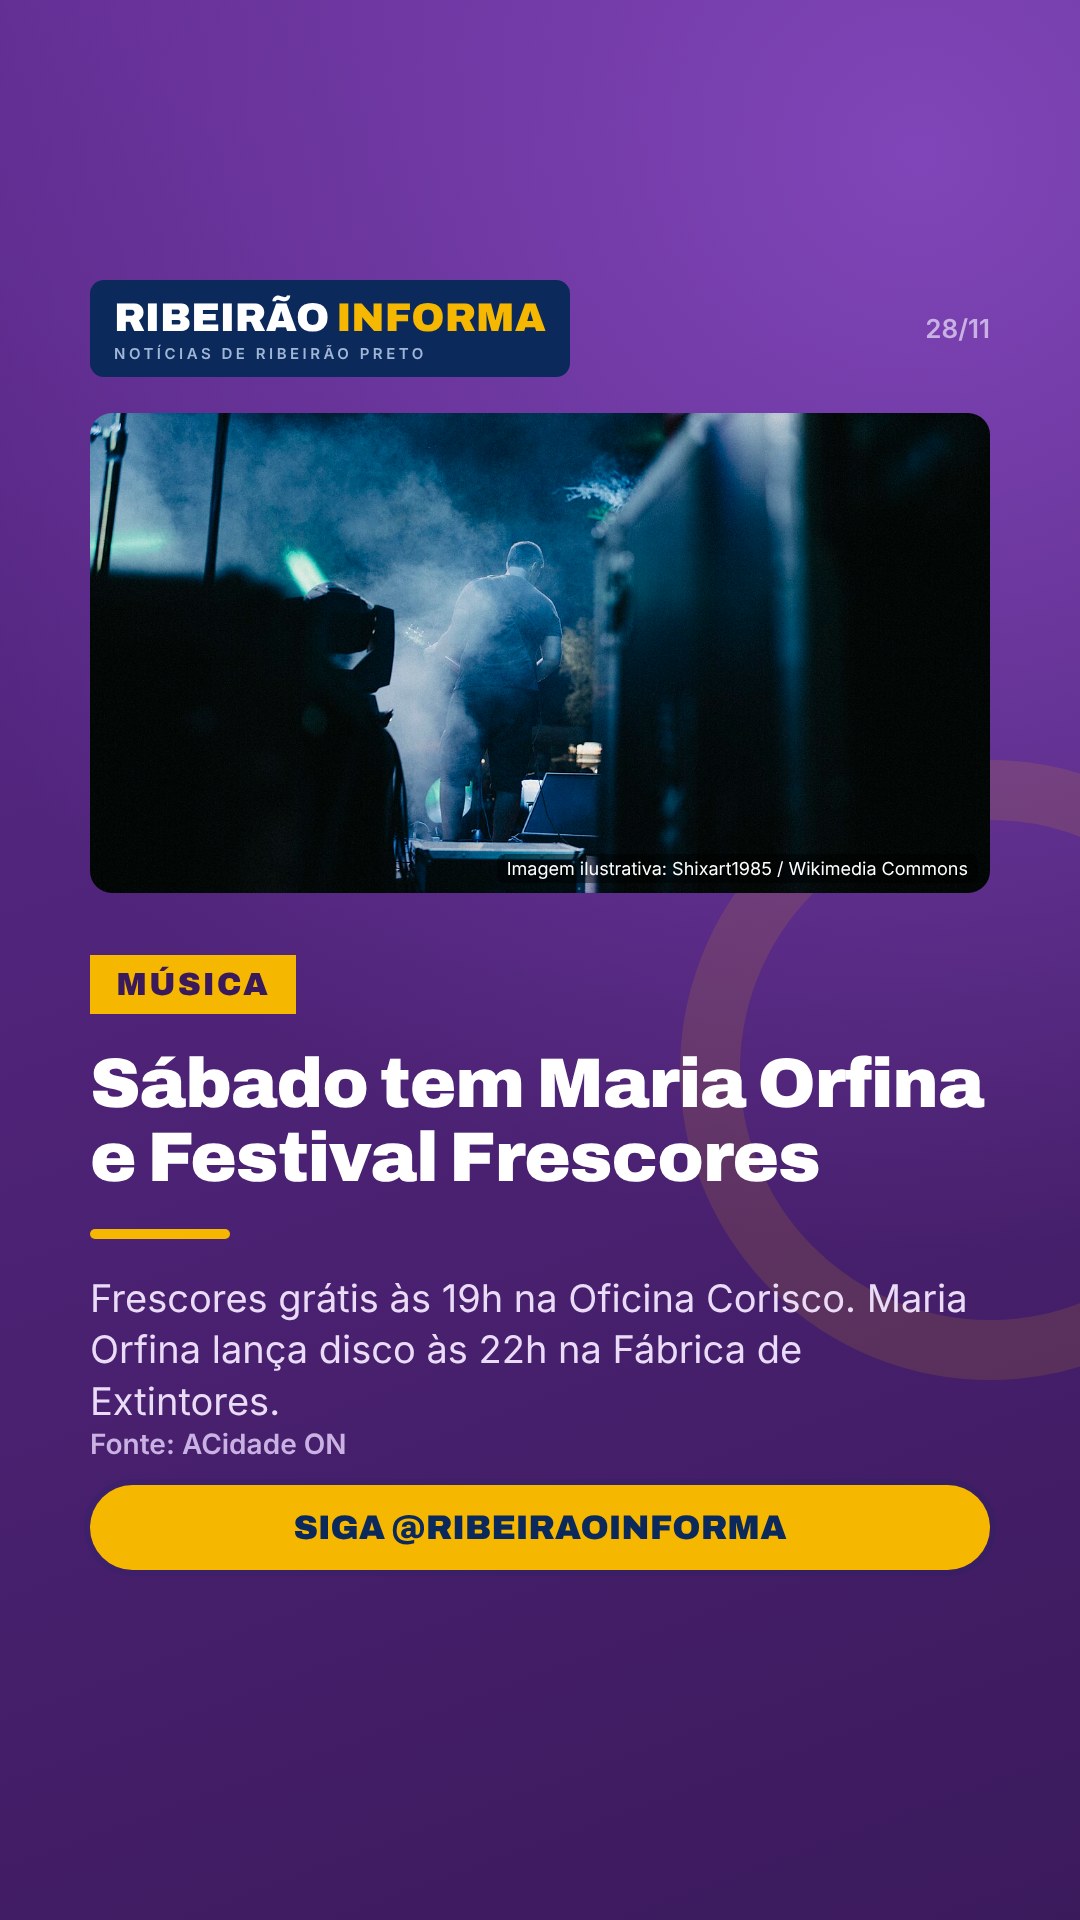 RIBEIRÃO INFORMA
NOTÍCIAS DE RIBEIRÃO PRETO
28/11
Imagem ilustrativa: Shixart1985 / Wikimedia Commons
MÚSICA
Sábado tem Maria Orfina
e Festival Frescores
Frescores grátis às 19h na Oficina Corisco. Maria
Orfina lança disco às 22h na Fábrica de
Extintores.
Fonte: ACidade ON
SIGA @RIBEIRAOINFORMA